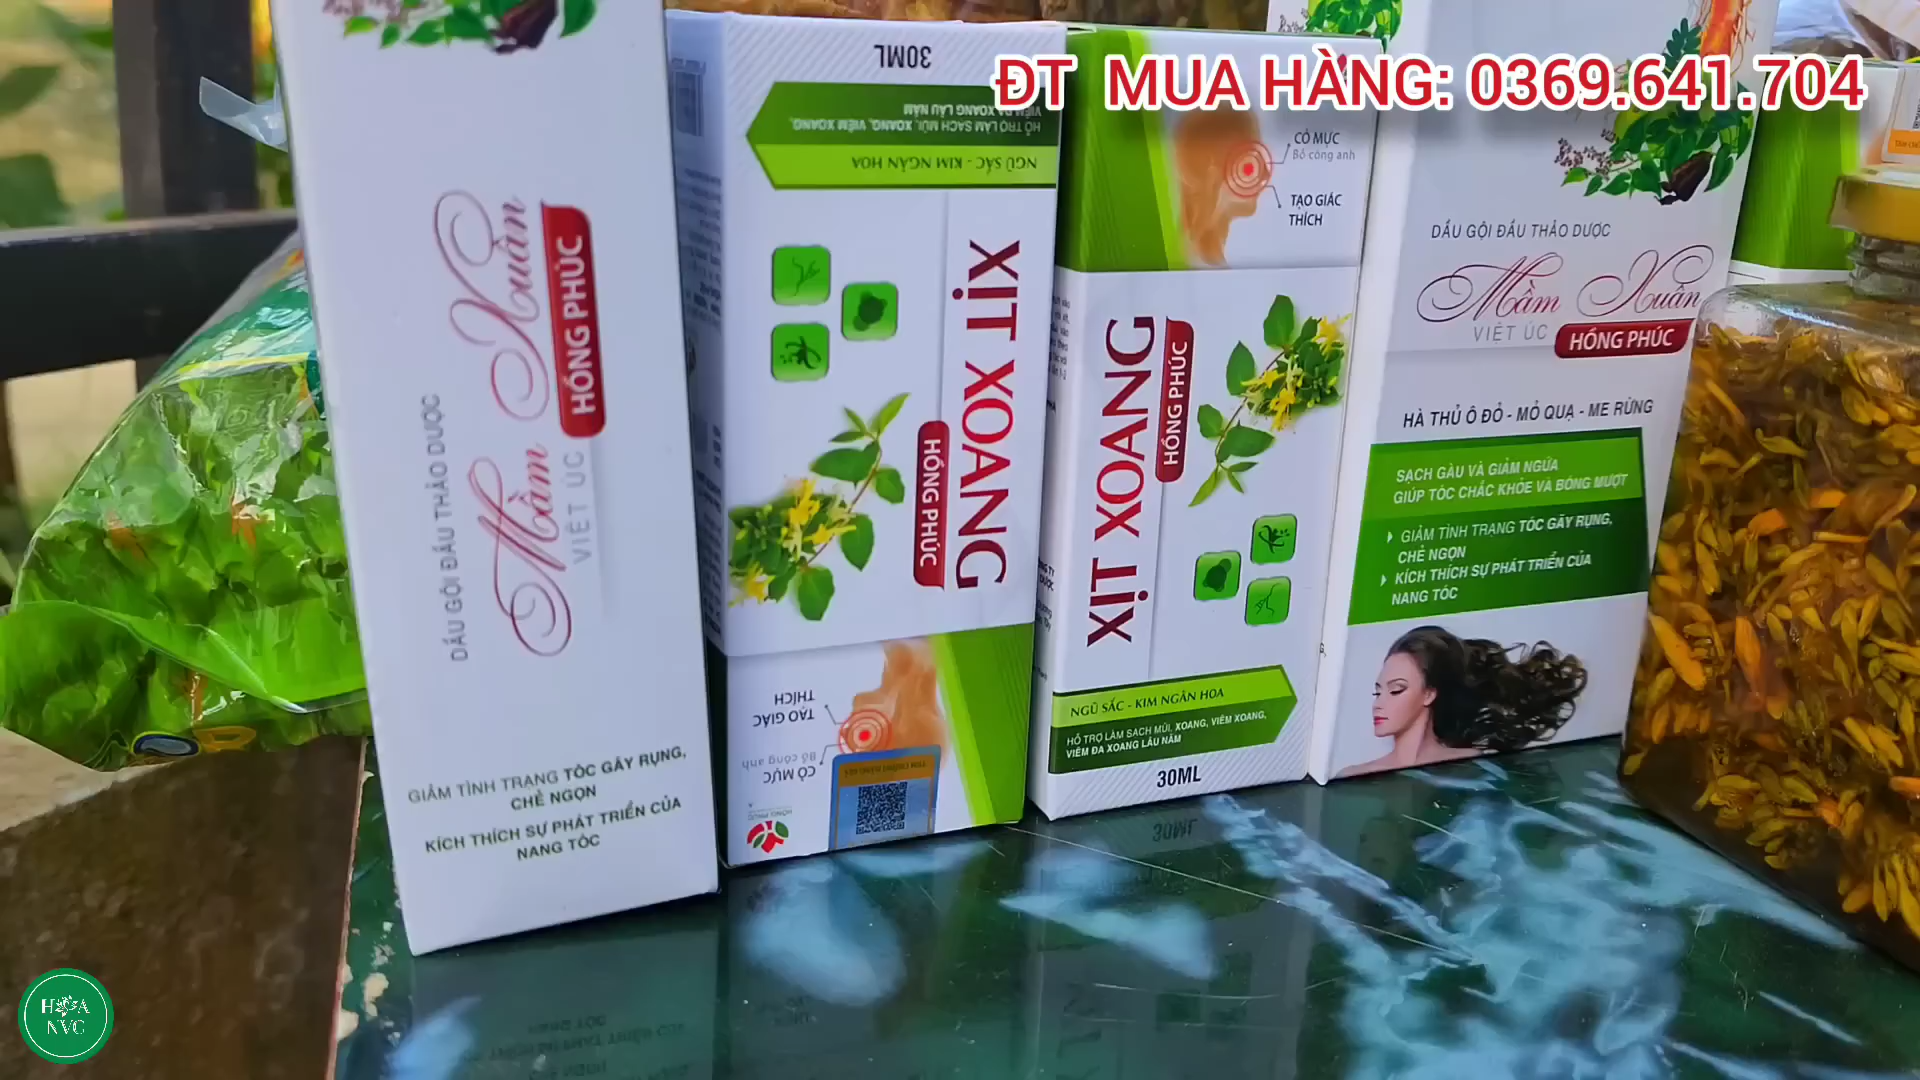 ĐT MUA HÀNG: 0369.641.704
DẦU GỘI ĐẦU THẢO DƯỢC
Mầm Xuân
VIỆT ÚC
HỒNG PHÚC
GIẢM TÌNH TRẠNG TÓC GÃY RỤNG,
CHẺ NGỌN
KÍCH THÍCH SỰ PHÁT TRIỂN CỦA
NANG TÓC
XỊT XOANG
HỒNG PHÚC
NGŨ SẮC - KIM NGÂN HOA
HỖ TRỢ LÀM SẠCH MŨI, XOANG, VIÊM XOANG,
VIÊM ĐA XOANG LÂU NĂM
30ML
CỎ MỰC
Bồ công anh
TẠO GIÁC
THÍCH
CỎ MỰC
Bồ công anh
TẠO GIÁC
THÍCH
XỊT XOANG
HỒNG PHÚC
NGŨ SẮC - KIM NGÂN HOA
HỖ TRỢ LÀM SẠCH MŨI, XOANG, VIÊM XOANG,
VIÊM ĐA XOANG LÂU NĂM
30ML
DẦU GỘI ĐẦU THẢO DƯỢC
Mầm Xuân
VIỆT ÚC HỒNG PHÚC
HÀ THỦ Ô ĐỎ - MỎ QUẠ - ME RỪNG
SẠCH GÀU VÀ GIẢM NGỨA
GIÚP TÓC CHẮC KHỎE VÀ BÓNG MƯỢT
GIẢM TÌNH TRẠNG TÓC GÃY RỤNG,
CHẺ NGỌN
KÍCH THÍCH SỰ PHÁT TRIỂN CỦA
NANG TÓC
HOA
NVG